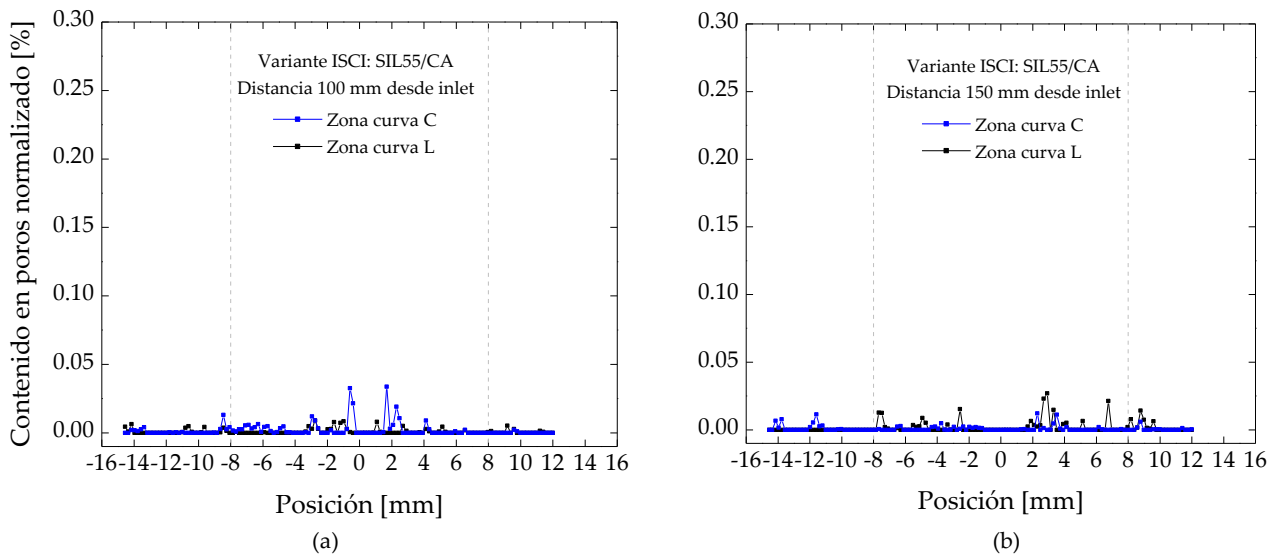 Contenido en poros normalizado [%]
0.30
0.25
0.20
0.15
0.10
0.05
0.00
Variante ISCI: SIL55/CA
Distancia 100 mm desde inlet
Zona curva C
Zona curva L
-16 -14 -12 -10 -8 -6 -4 -2 0 2 4 6 8 10 12 14 16
Posición [mm]
(a)
0.30
0.25
0.20
0.15
0.10
0.05
0.00
Variante ISCI: SIL55/CA
Distancia 150 mm desde inlet
Zona curva C
Zona curva L
-16 -14 -12 -10 -8 -6 -4 -2 0 2 4 6 8 10 12 14 16
Posición [mm]
(b)